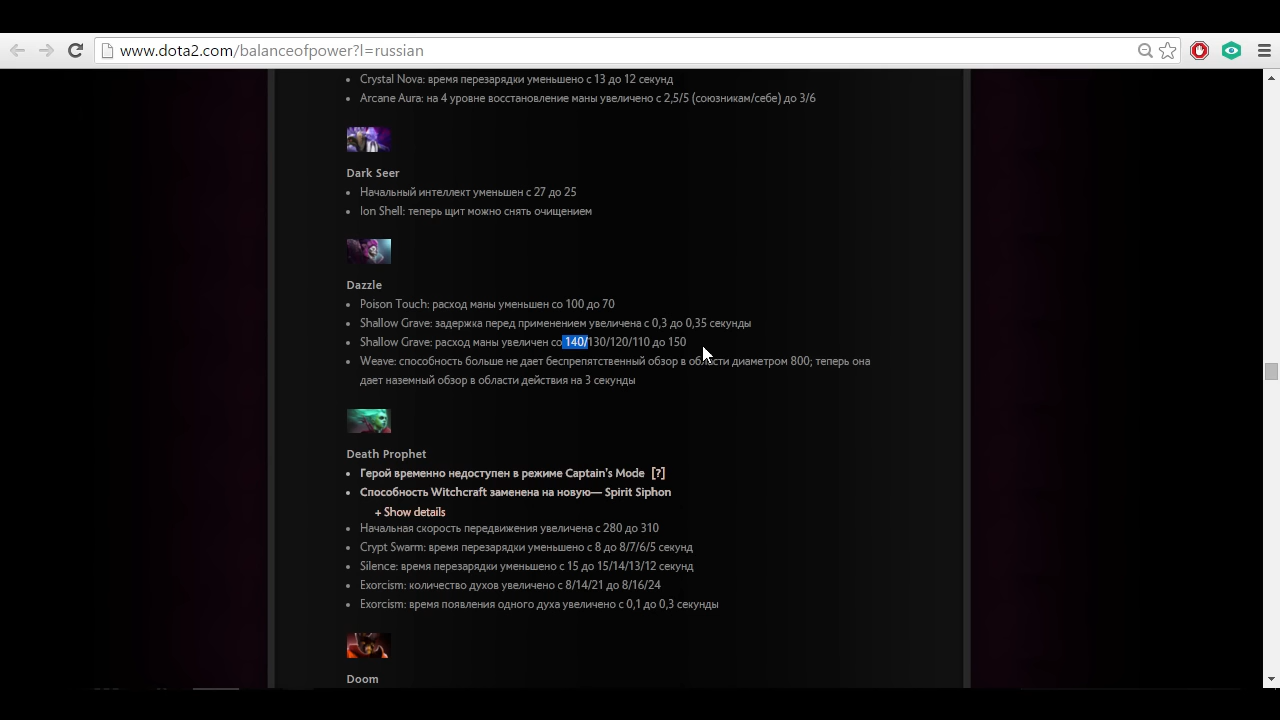 www.dota2.com/balanceofpower?l=russian
Crystal Nova: время перезарядки уменьшено с 13 до 12 секунд
Arcane Aura: на 4 уровне восстановление маны увеличено с 2,5/5 (союзникам/себе) до 3/6
Dark Seer
Начальный интеллект уменьшен с 27 до 25
Ion Shell: теперь щит можно снять очищением
Dazzle
Poison Touch: расход маны уменьшен со 100 до 70
Shallow Grave: задержка перед применением увеличена с 0,3 до 0,35 секунды
Shallow Grave: расход маны увеличен со 140/130/120/110 до 150
Weave: способность больше не дает беспрепятственный обзор в области диаметром 800; теперь она
дает наземный обзор в области действия на 3 секунды
Death Prophet
Герой временно недоступен в режиме Captain's Mode [?]
Способность Witchcraft заменена на новую— Spirit Siphon
+ Show details
Начальная скорость передвижения увеличена с 280 до 310
Crypt Swarm: время перезарядки уменьшено с 8 до 8/7/6/5 секунд
Silence: время перезарядки уменьшено с 15 до 15/14/13/12 секунд
Exorcism: количество духов увеличено с 8/14/21 до 8/16/24
Exorcism: время появления одного духа увеличено с 0,1 до 0,3 секунды
Doom